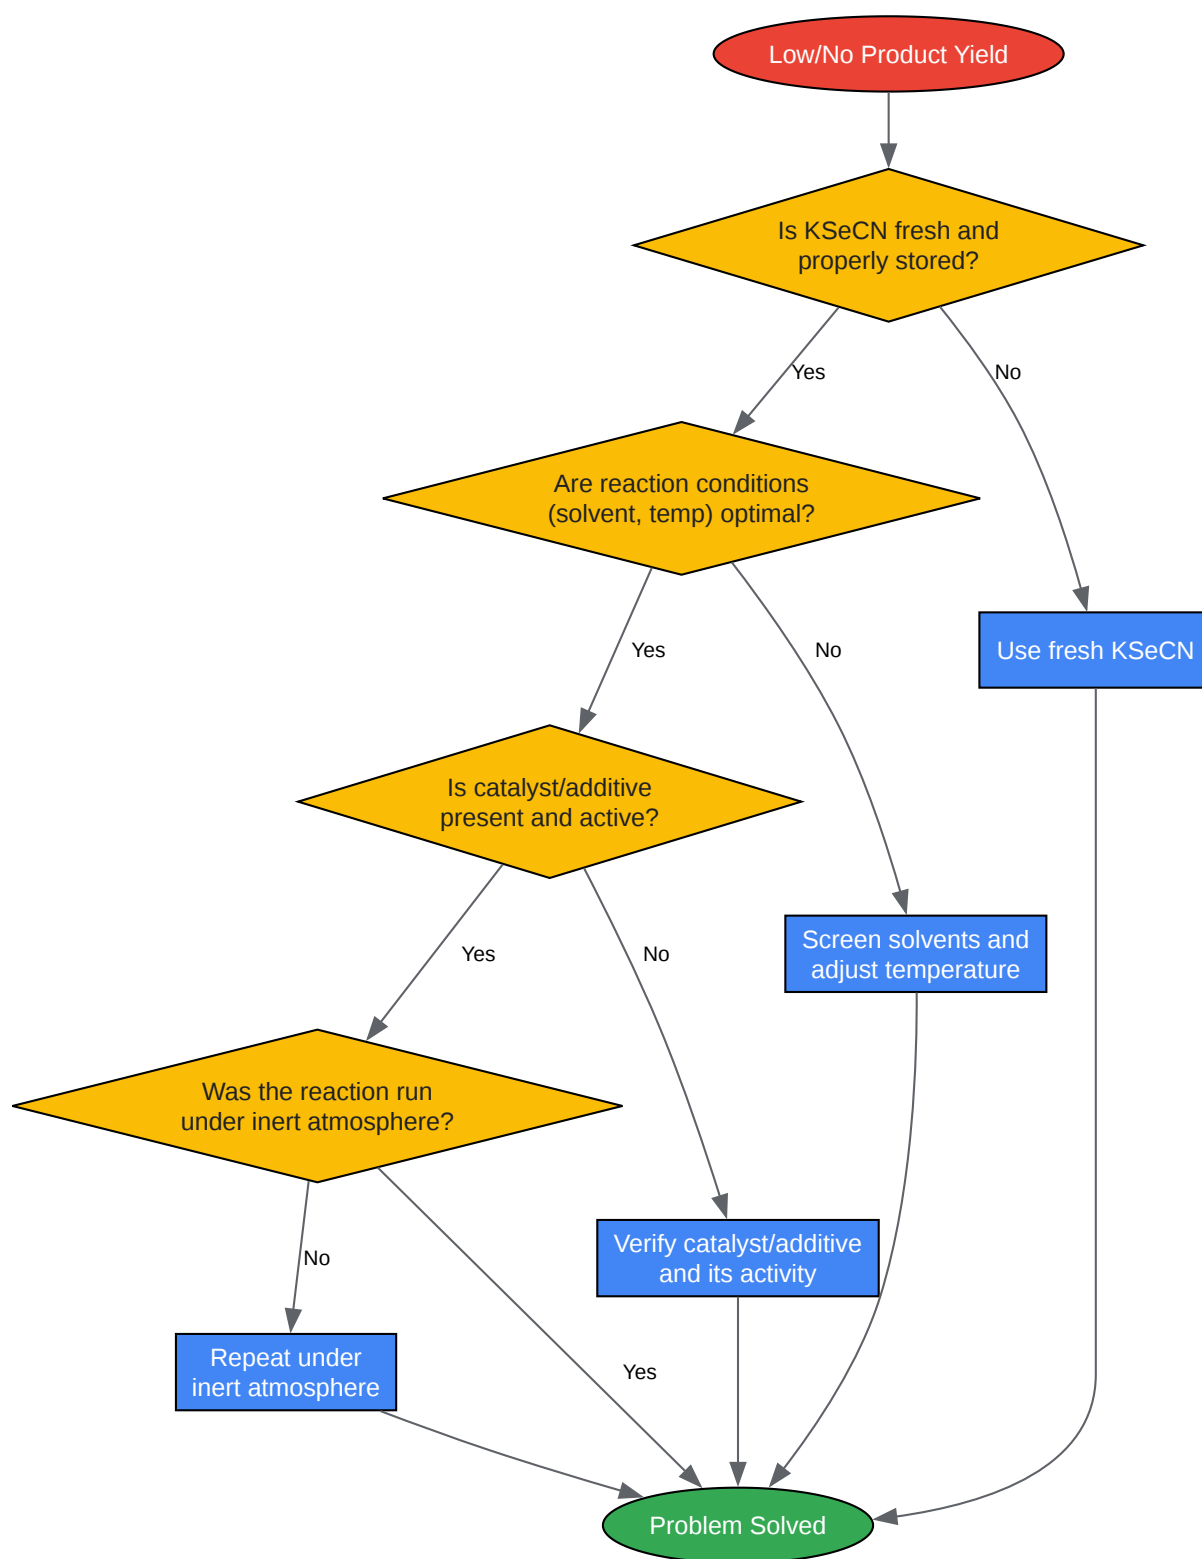 Low/No Product Yield
Is KSeCN fresh and
properly stored?
Yes
No
Are reaction conditions
(solvent, temp) optimal?
Yes
No
Use fresh KSeCN
Is catalyst/additive
present and active?
Yes
No
Screen solvents and
adjust temperature
Was the reaction run
under inert atmosphere?
No
Yes
Verify catalyst/additive
and its activity
Repeat under
inert atmosphere
Problem Solved